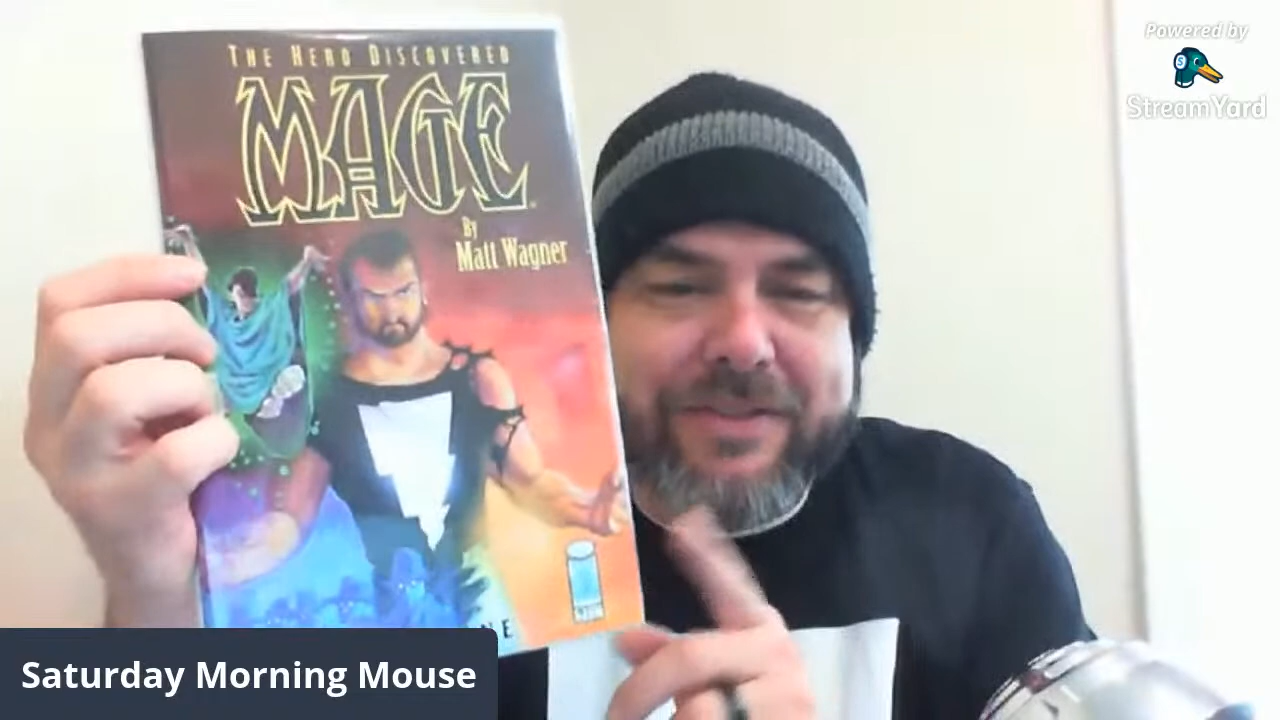 THE HERO DISCOVERED
MAGE
By
Matt Wagner
Powered by
StreamYard
Saturday Morning Mouse